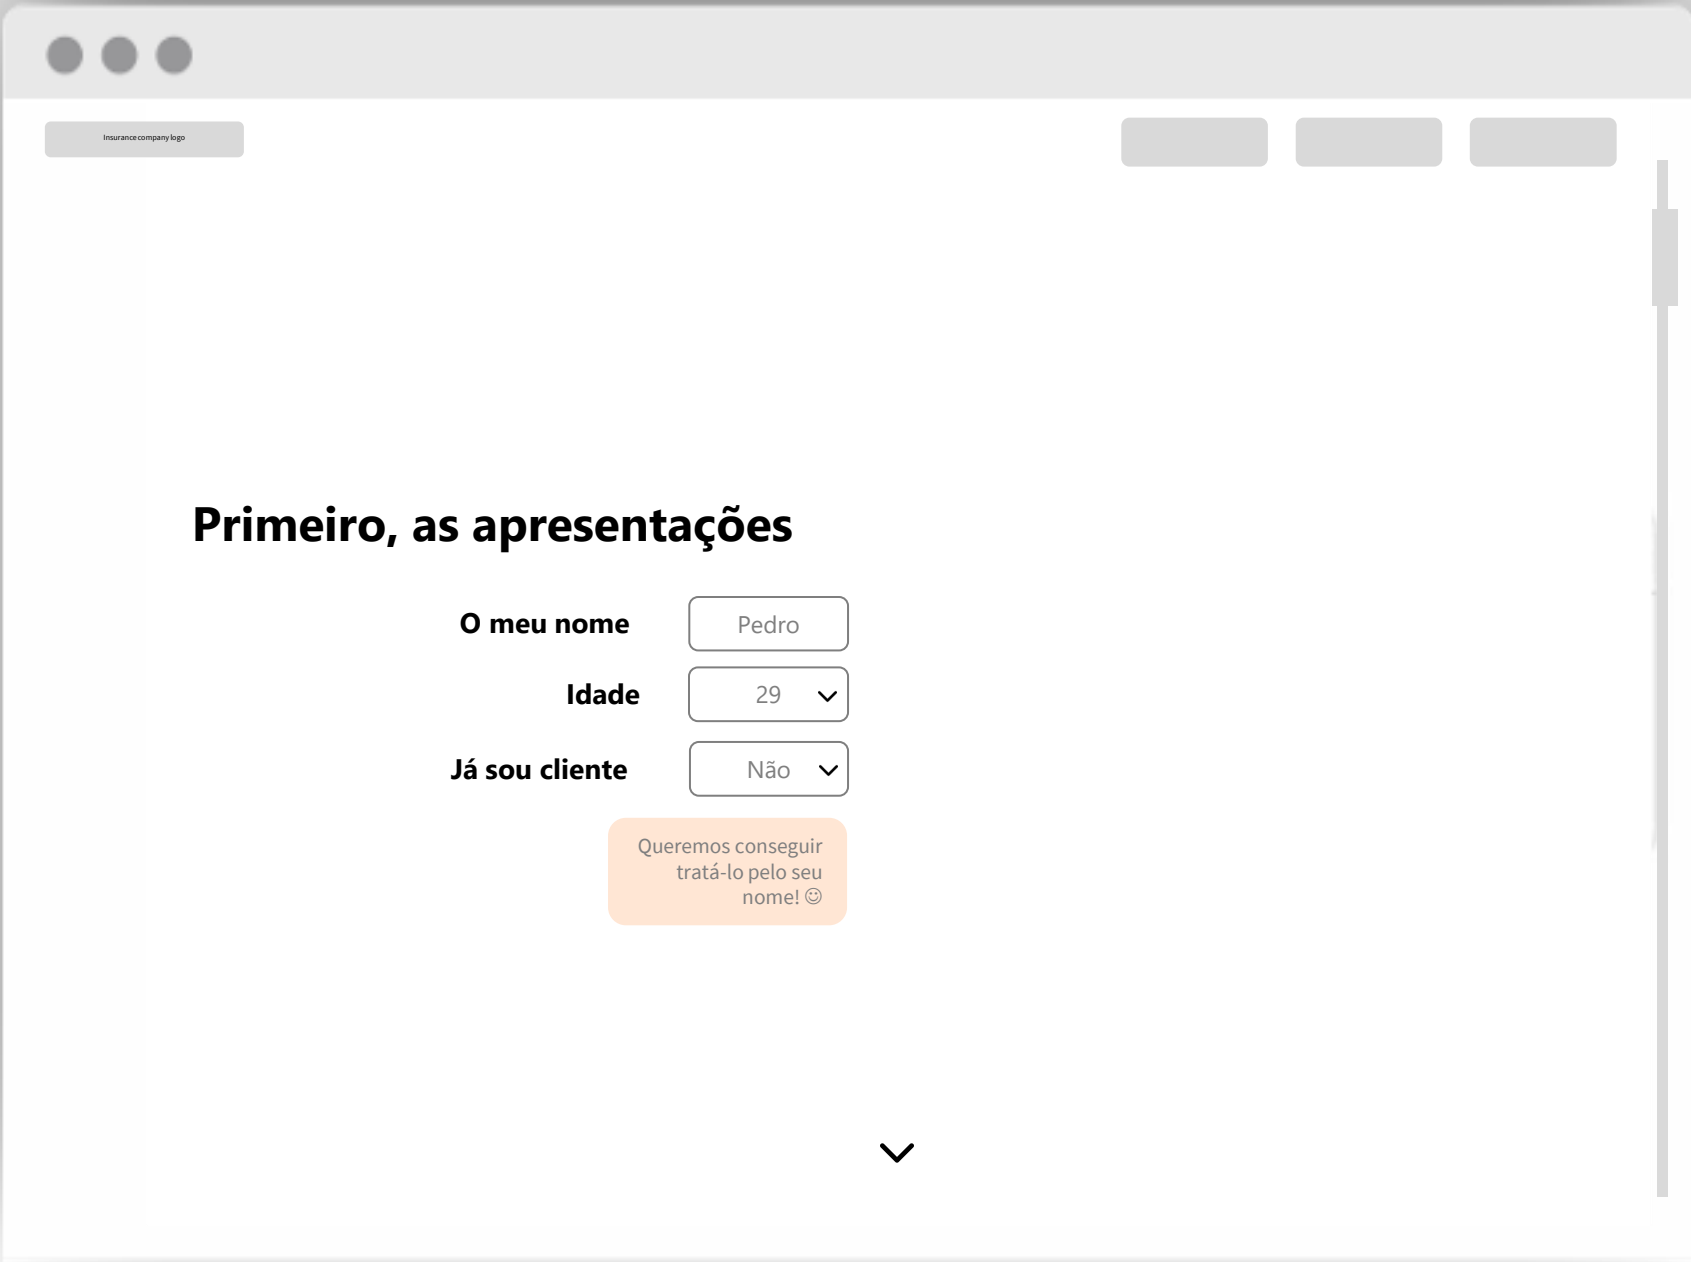 Insurance company logo
Primeiro, as apresentações
O meu nome
Pedro
Idade
29
Já sou cliente
Não
Queremos conseguir
tratá-lo pelo seu
nome! ☺